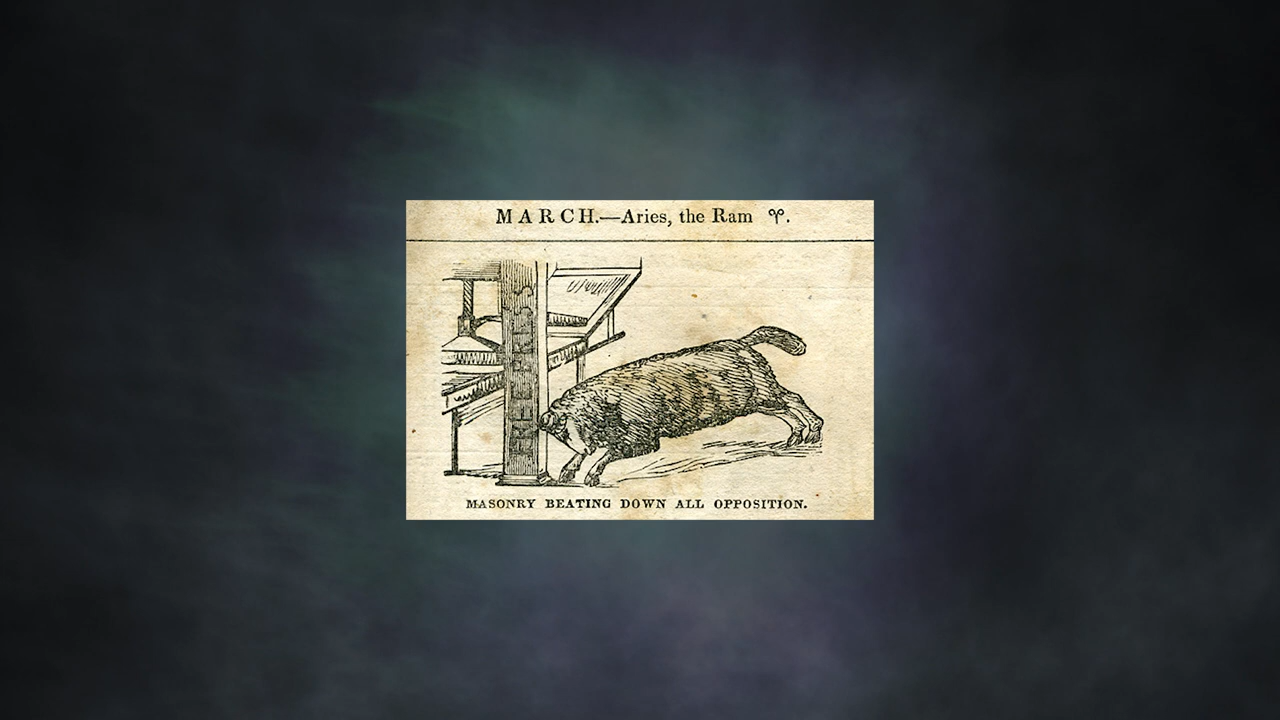 MARCH.—Aries, the Ram ♈.
MASONRY BEATING DOWN ALL OPPOSITION.